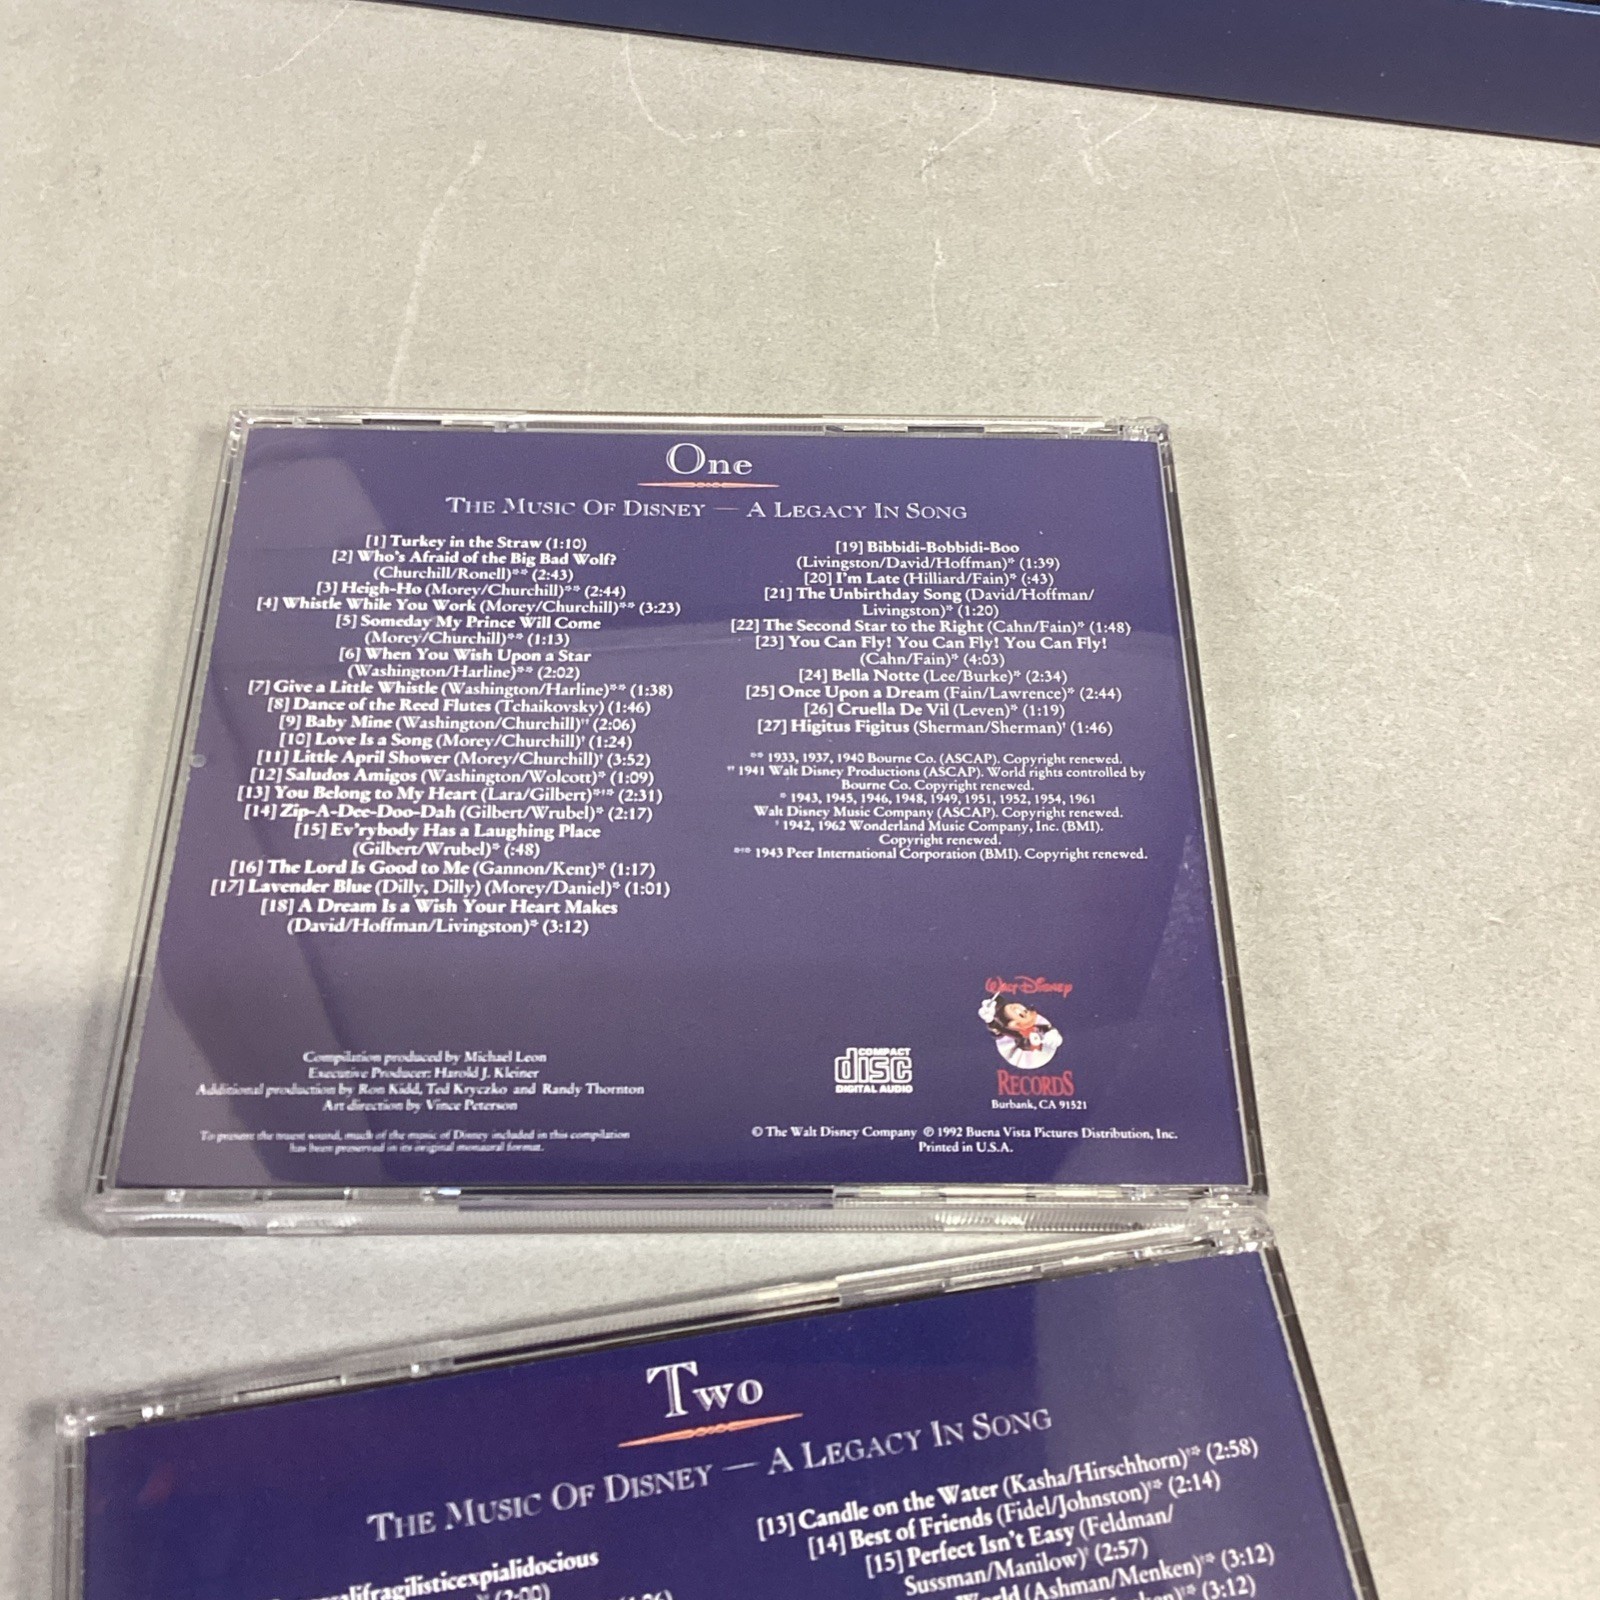 One
THE MUSIC OF DISNEY — A LEGACY IN SONG
[1] Turkey in the Straw (1:10)
[2] Who's Afraid of the Big Bad Wolf?
(Churchill/Ronell)** (2:43)
[3] Heigh-Ho (Morey/Churchill)** (2:44)
[4] Whistle While You Work (Morey/Churchill)** (3:23)
[5] Someday My Prince Will Come
(Morey/Churchill)** (1:13)
[6] When You Wish Upon a Star
(Washington/Harline)** (2:02)
[7] Give a Little Whistle (Washington/Harline)** (1:38)
[8] Dance of the Reed Flutes (Tchaikovsky) (1:46)
[9] Baby Mine (Washington/Churchill)†† (2:06)
[10] Love Is a Song (Morey/Churchill)† (1:24)
[11] Little April Shower (Morey/Churchill)† (3:52)
[12] Saludos Amigos (Washington/Wolcott)* (1:09)
[13] You Belong to My Heart (Lara/Gilbert)*†* (2:31)
[14] Zip-A-Dee-Doo-Dah (Gilbert/Wrubel)* (2:17)
[15] Ev'rybody Has a Laughing Place
(Gilbert/Wrubel)* (:48)
[16] The Lord Is Good to Me (Gannon/Kent)* (1:17)
[17] Lavender Blue (Dilly, Dilly) (Morey/Daniel)* (1:01)
[18] A Dream Is a Wish Your Heart Makes
(David/Hoffman/Livingston)* (3:12)
[19] Bibbidi-Bobbidi-Boo
(Livingston/David/Hoffman)* (1:39)
[20] I'm Late (Hilliard/Fain)* (:43)
[21] The Unbirthday Song (David/Hoffman/
Livingston)* (1:20)
[22] The Second Star to the Right (Cahn/Fain)* (1:48)
[23] You Can Fly! You Can Fly! You Can Fly!
(Cahn/Fain)* (4:03)
[24] Bella Notte (Lee/Burke)* (2:34)
[25] Once Upon a Dream (Fain/Lawrence)* (2:44)
[26] Cruella De Vil (Leven)* (1:19)
[27] Higitus Figitus (Sherman/Sherman)† (1:46)
** 1933, 1937, 1940 Bourne Co. (ASCAP). Copyright renewed.
†† 1941 Walt Disney Productions (ASCAP). World rights controlled by
Bourne Co. Copyright renewed.
* 1943, 1945, 1946, 1948, 1949, 1951, 1952, 1954, 1961
Walt Disney Music Company (ASCAP). Copyright renewed.
† 1942, 1962 Wonderland Music Company, Inc. (BMI).
Copyright renewed.
*†* 1943 Peer International Corporation (BMI). Copyright renewed.
Compilation produced by Michael Leon
Executive Producer: Harold J. Kleiner
Additional production by Ron Kidd, Ted Kryczko and Randy Thornton
Art direction by Vince Peterson
To present the truest sound, much of the music of Disney included in this compilation
has been preserved in its original monaural format.
COMPACT
disc
DIGITAL AUDIO
WALT DISNEY
RECORDS
Burbank, CA 91521
© The Walt Disney Company ℗ 1992 Buena Vista Pictures Distribution, Inc.
Printed in U.S.A.
Two
THE MUSIC OF DISNEY — A LEGACY IN SONG
(2:00)
[13] Candle on the Water (Kasha/Hirschhorn)†* (2:58)
[14] Best of Friends (Fidel/Johnston)†* (2:14)
[15] Perfect Isn't Easy (Feldman/
Sussman/Manilow)† (2:57)
World (Ashman/Menken)†* (3:12)
(3:12)